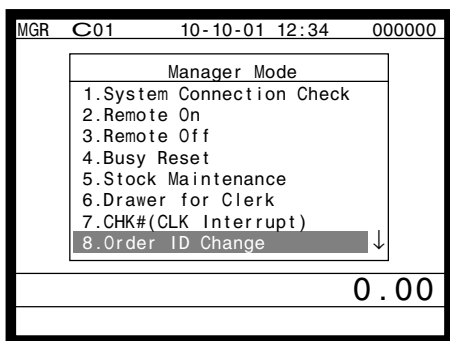 MGR C01 10-10-01 12:34 000000
Manager Mode
1.System Connection Check
2.Remote On
3.Remote Off
4.Busy Reset
5.Stock Maintenance
6.Drawer for Clerk
7.CHK#(CLK Interrupt)
8.Order ID Change ↓
0.00